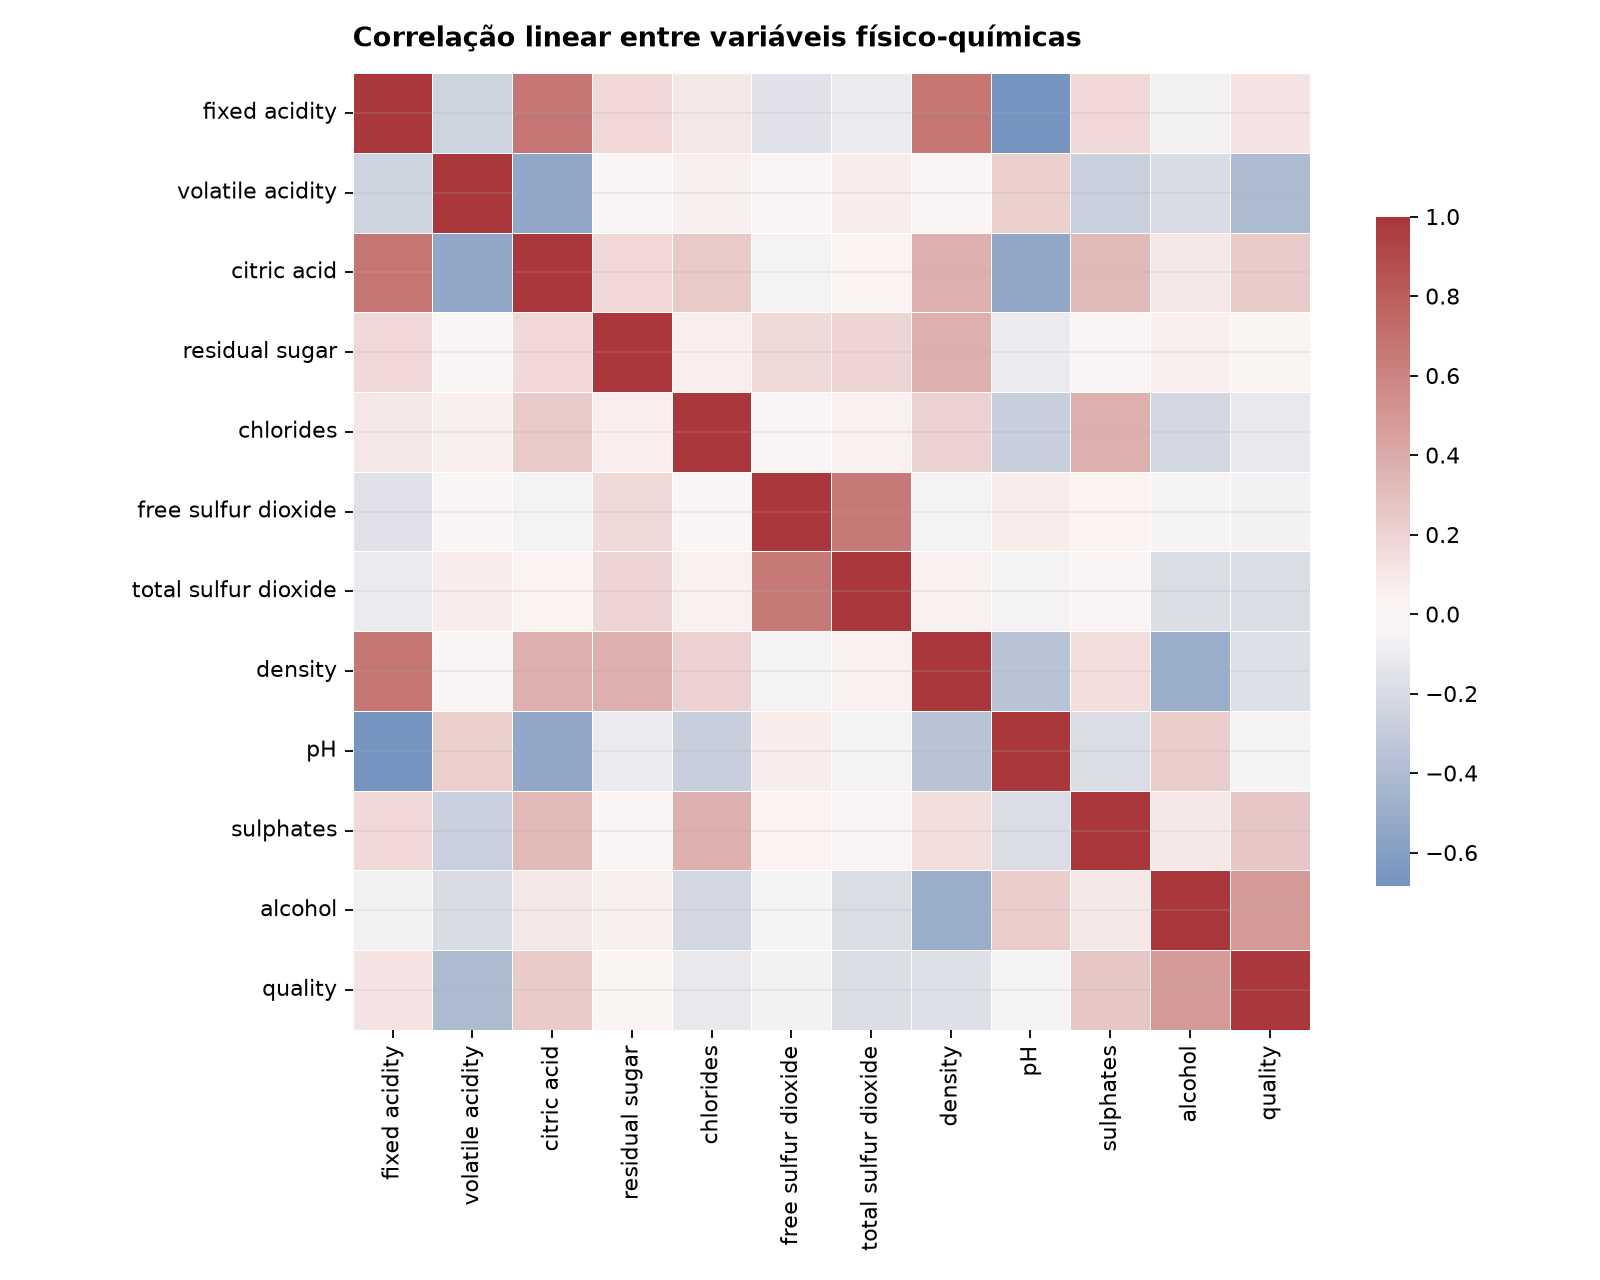 Correlação linear entre variáveis físico-químicas
fixed acidity
volatile acidity
citric acid
residual sugar
chlorides
free sulfur dioxide
total sulfur dioxide
density
pH
sulphates
alcohol
quality
fixed acidity
volatile acidity
citric acid
residual sugar
chlorides
free sulfur dioxide
total sulfur dioxide
density
pH
sulphates
alcohol
quality
1.0
0.8
0.6
0.4
0.2
0.0
−0.2
−0.4
−0.6